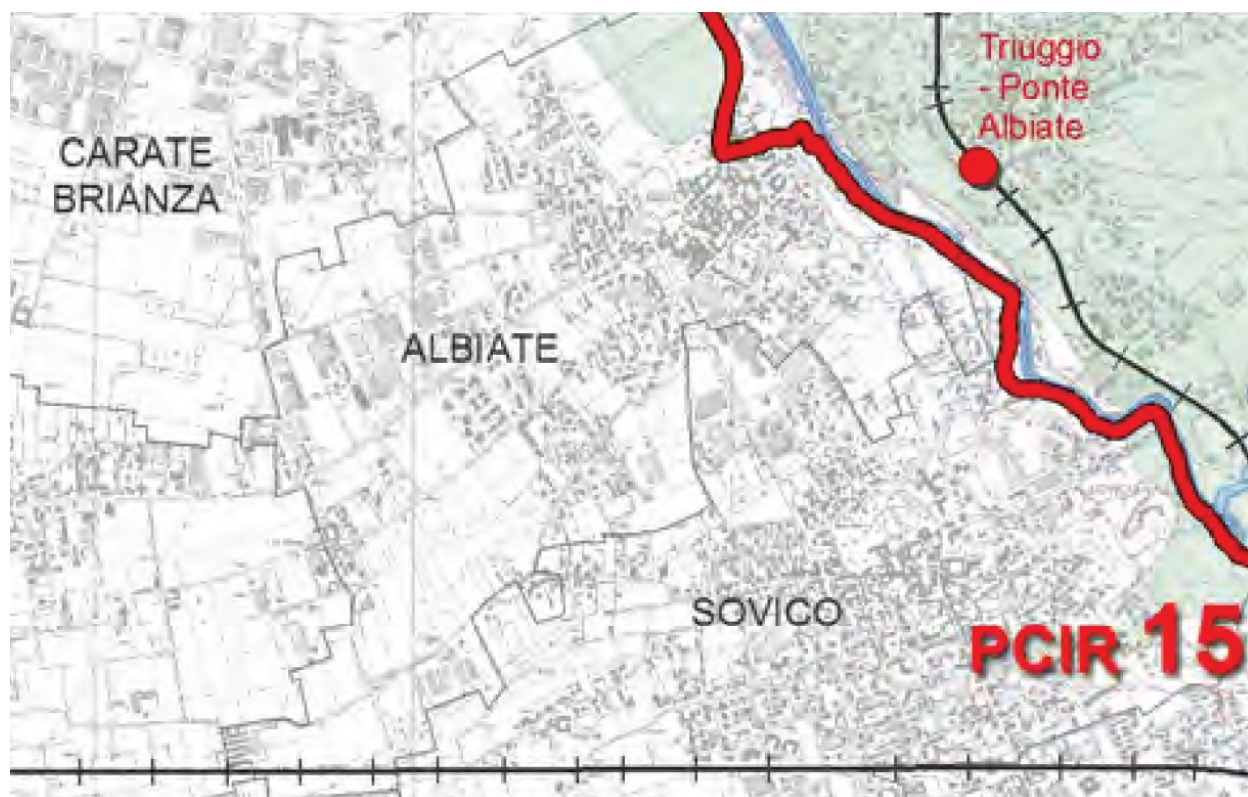 Triuggio
- Ponte
Albiate
CARATE
BRIANZA
ALBIATE
SOVICO
PCIR 15